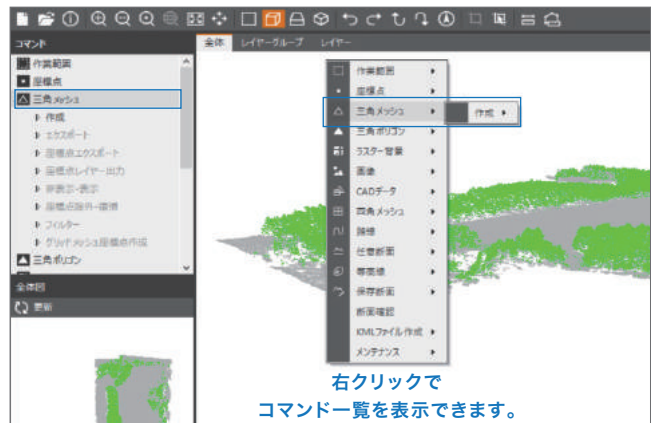 コマンド
作業範囲
座標点
三角メッシュ
作成
エクスポート
座標点エクスポート
座標点レイヤー出力
非表示・表示
座標点除外・復帰
フィルター
グリッドメッシュ座標点作成
三角ポリゴン
全体図
更新
全体 レイヤーグループ レイヤー
作業範囲
座標点
三角メッシュ
作成
三角ポリゴン
ラスター背景
画像
CADデータ
四角メッシュ
路線
任意断面
等高線
保存断面
断面確認
KMLファイル作成
メンテナンス
右クリックで
コマンド一覧を表示できます。